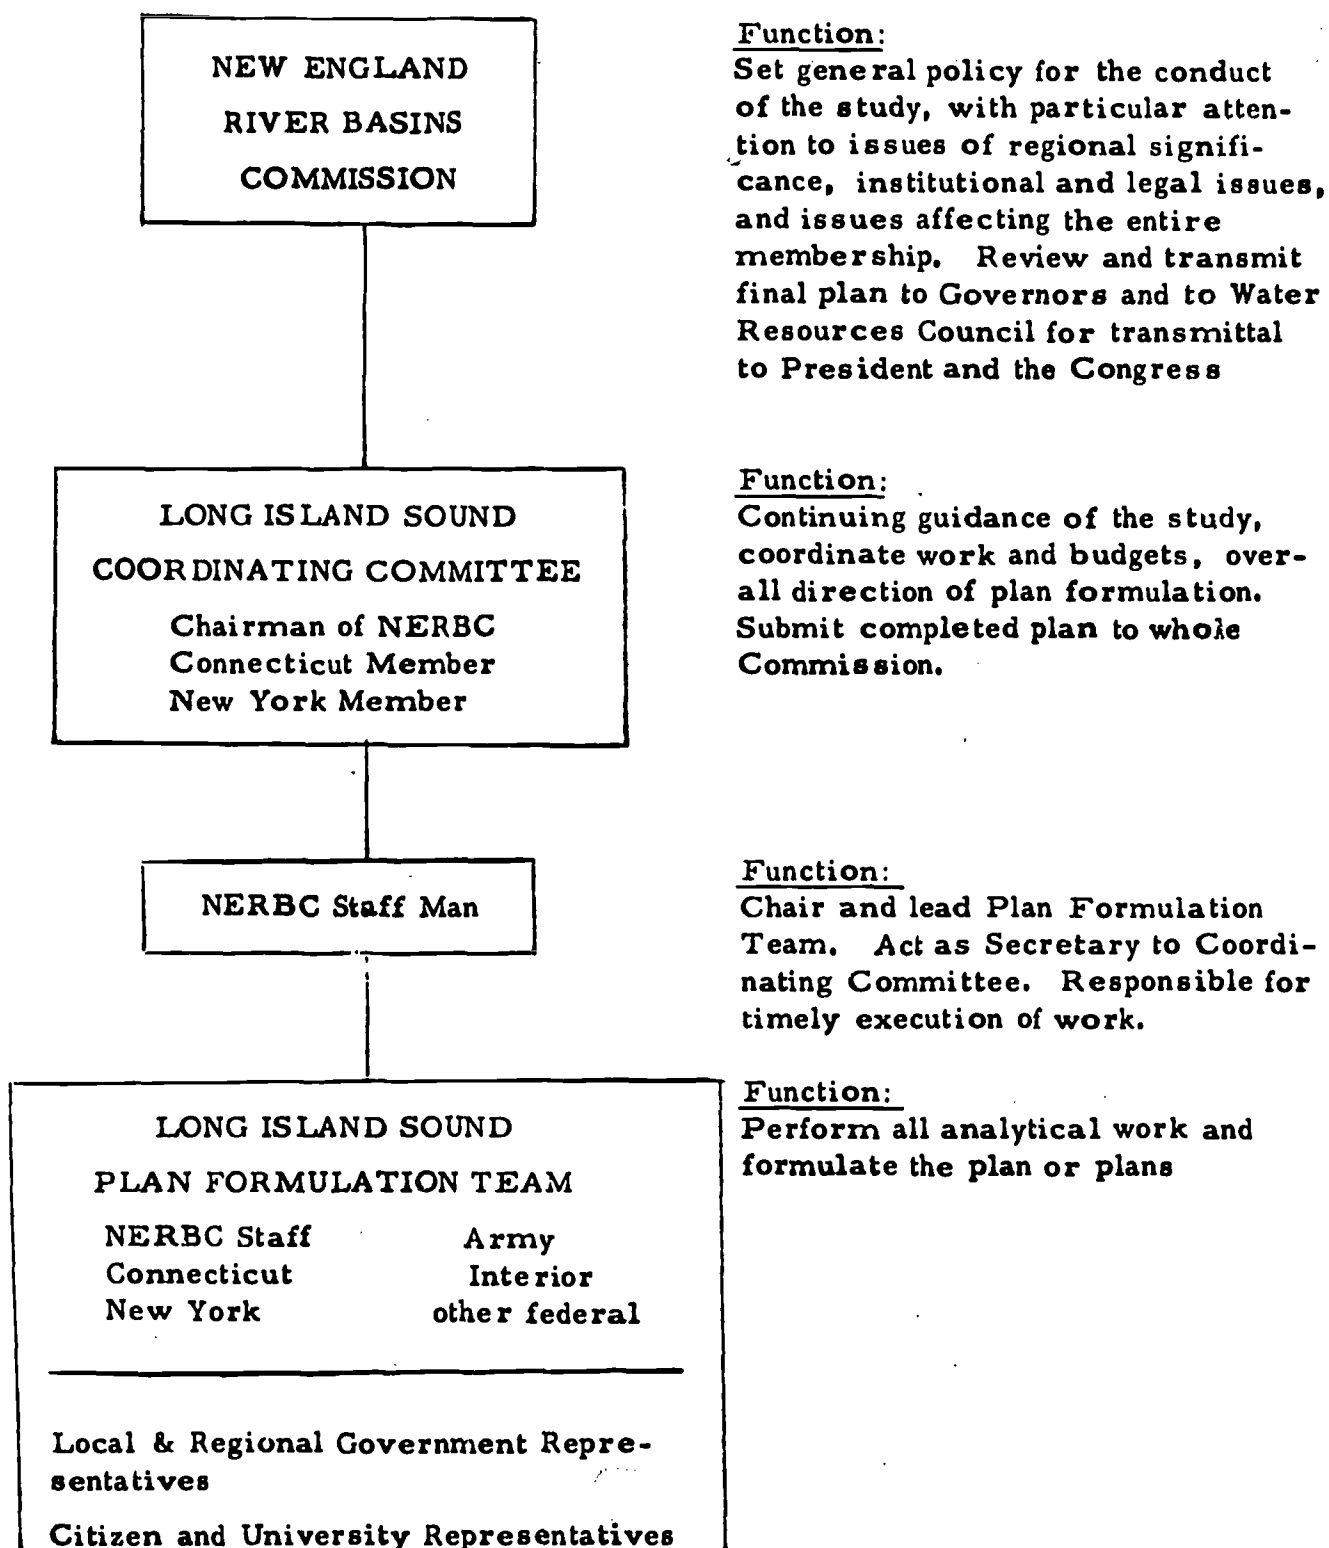 NEW ENGLAND
RIVER BASINS
COMMISSION
Function:
Set general policy for the conduct
of the study, with particular atten-
tion to issues of regional signifi-
cance, institutional and legal issues,
and issues affecting the entire
membership. Review and transmit
final plan to Governors and to Water
Resources Council for transmittal
to President and the Congress
LONG ISLAND SOUND
COORDINATING COMMITTEE
Chairman of NERBC
Connecticut Member
New York Member
Function:
Continuing guidance of the study,
coordinate work and budgets, over-
all direction of plan formulation.
Submit completed plan to whole
Commission.
NERBC Staff Man
Function:
Chair and lead Plan Formulation
Team. Act as Secretary to Coordi-
nating Committee. Responsible for
timely execution of work.
LONG ISLAND SOUND
PLAN FORMULATION TEAM
NERBC Staff Army
Connecticut Interior
New York other federal
Local & Regional Government Repre-
sentatives
Citizen and University Representatives
Function:
Perform all analytical work and
formulate the plan or plans